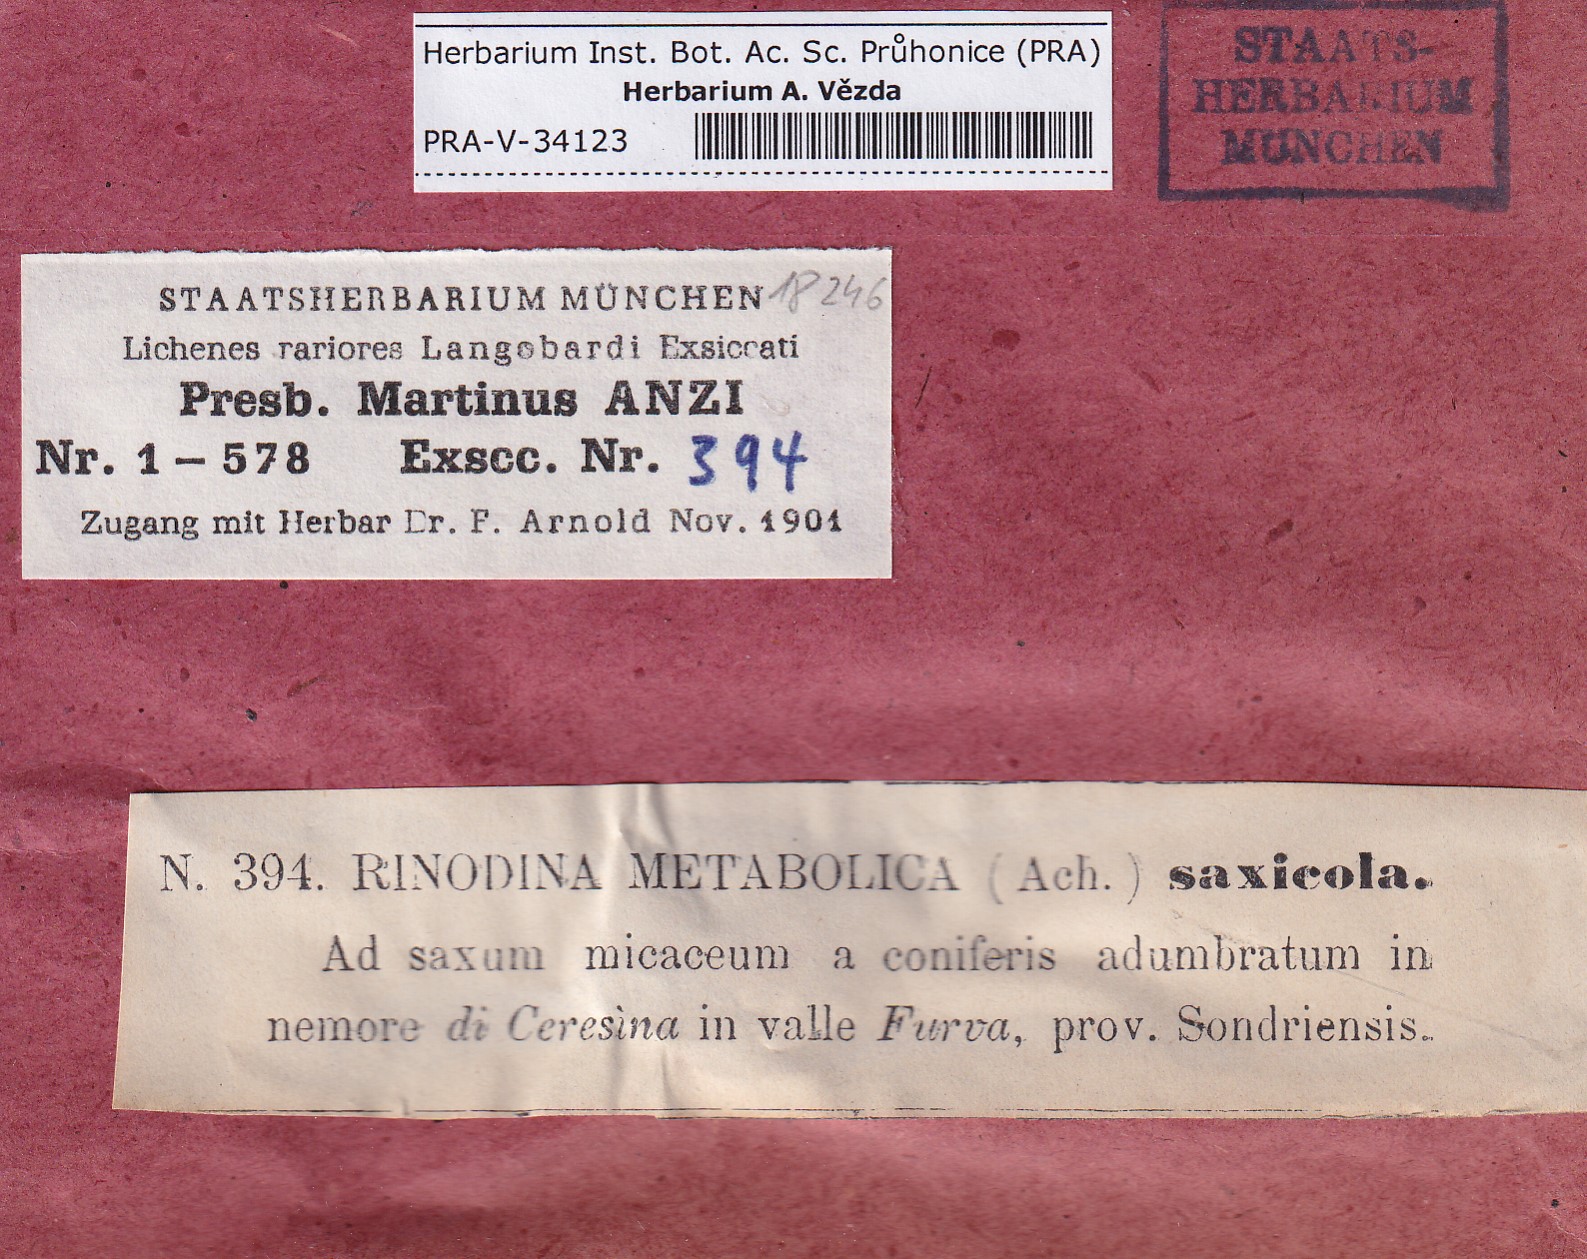 Herbarium Inst. Bot. Ac. Sc. Průhonice (PRA)
Herbarium A. Vězda
PRA-V-34123
STAATS-
HERBARIUM
MÜNCHEN
STAATSHERBARIUM MÜNCHEN 18246
Lichenes rariores Langobardi Exsiccati
Presb. Martinus ANZI
Nr. 1 – 578 Exscc. Nr. 394
Zugang mit Herbar Dr. F. Arnold Nov. 1901
N. 394. RINODINA METABOLICA (Ach.) saxicola.
Ad saxum micaceum a coniferis adumbratum in
nemore di Ceresìna in valle Furva, prov. Sondriensis.